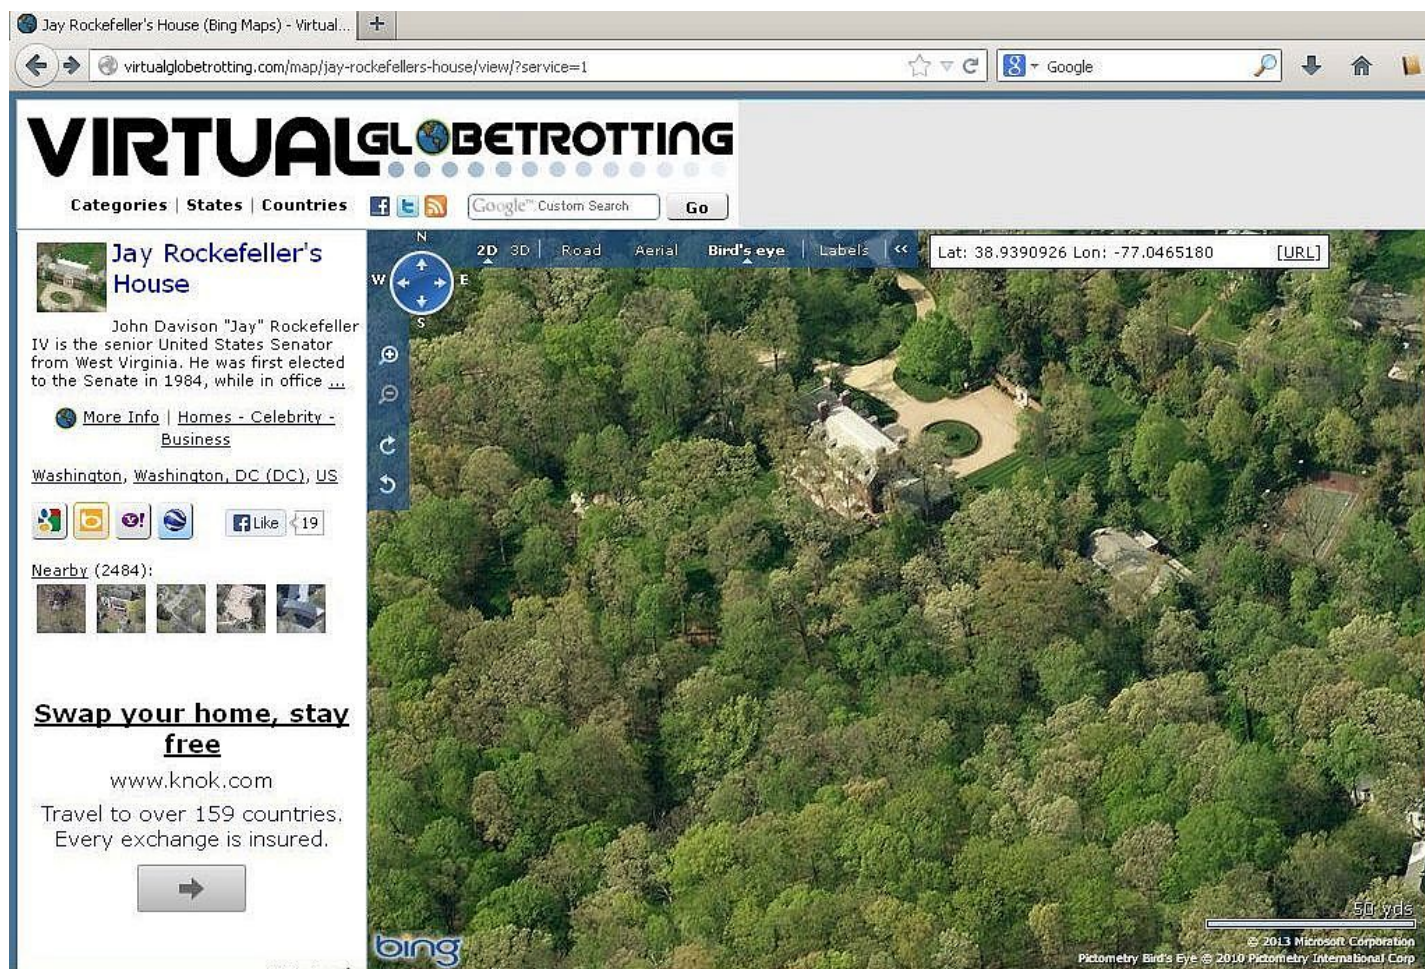 Jay Rockefeller's House (Bing Maps) - Virtual...
virtualglobetrotting.com/map/jay-rockefellers-house/view/?service=1
Google
VIRTUALGLOBETROTTING
Categories | States | Countries
Google™ Custom Search
Go
Jay Rockefeller's
House
John Davison "Jay" Rockefeller
IV is the senior United States Senator
from West Virginia. He was first elected
to the Senate in 1984, while in office ...
More Info | Homes - Celebrity -
Business
Washington, Washington, DC (DC), US
Like 19
Nearby (2484):
Swap your home, stay
free
www.knok.com
Travel to over 159 countries.
Every exchange is insured.
N
W E
S
2D 3D | Road Aerial Bird's eye | Labels <<
Lat: 38.9390926 Lon: -77.0465180 [URL]
bing
50 yds
© 2013 Microsoft Corporation
Pictometry Bird's Eye © 2010 Pictometry International Corp